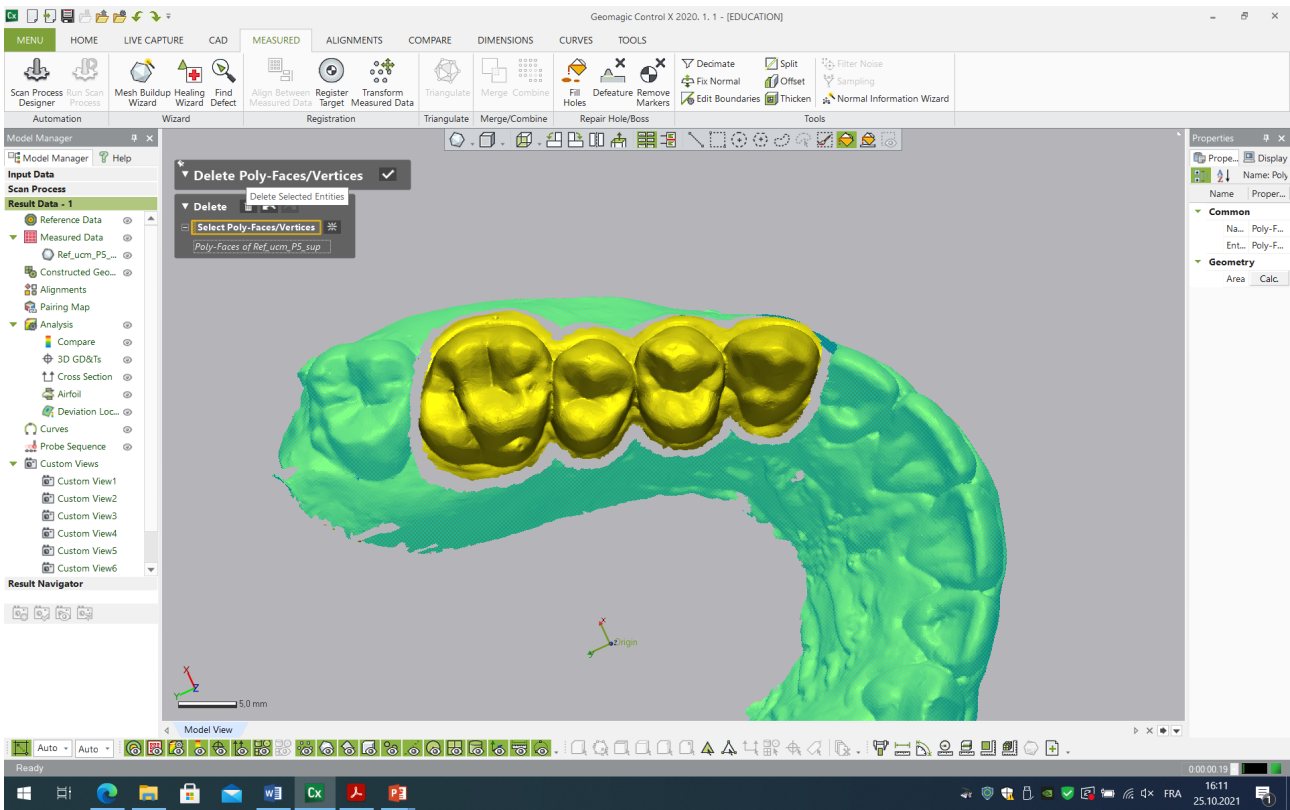 Cx
Geomagic Control X 2020. 1. 1 - [EDUCATION]
MENU HOME LIVE CAPTURE CAD MEASURED ALIGNMENTS COMPARE DIMENSIONS CURVES TOOLS
Scan Process Designer
Run Scan Process
Mesh Buildup Wizard
Healing Wizard
Find Defect
Align Between Measured Data
Register Target
Transform Measured Data
Triangulate
Merge Combine
Fill Holes
Defeature
Remove Markers
Decimate
Fix Normal
Edit Boundaries
Split
Offset
Thicken
Filter Noise
Sampling
Normal Information Wizard
Automation Wizard Registration Triangulate Merge/Combine Repair Hole/Boss Tools
Model Manager
Model Manager Help
Input Data
Scan Process
Result Data - 1
Reference Data
Measured Data
Ref_ucm_P5_...
Constructed Geo...
Alignments
Pairing Map
Analysis
Compare
3D GD&Ts
Cross Section
Airfoil
Deviation Loc...
Curves
Probe Sequence
Custom Views
Custom View1
Custom View2
Custom View3
Custom View4
Custom View5
Custom View6
Result Navigator
Delete Poly-Faces/Vertices
Delete Selected Entities
Delete
Select Poly-Faces/Vertices
Poly-Faces of Ref_ucm_P5_sup
X
Y
Z
5.0 mm
x
y
z
Origin
Model View
Properties
Prope... Display
Name: Poly
Name Proper...
Common
Na... Poly-F...
Ent... Poly-F...
Geometry
Area Calc.
Auto Auto
Ready
0:00:00:19
FRA
16:11
25.10.2021